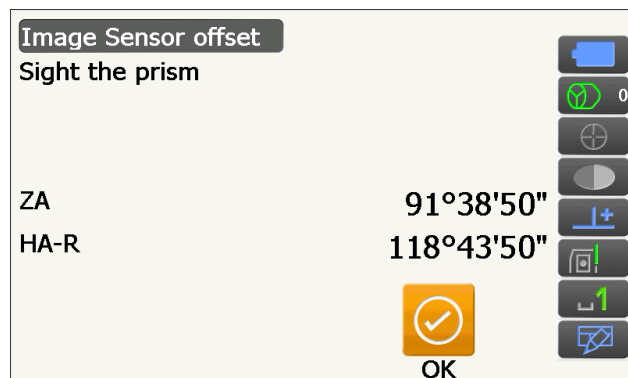 Image Sensor offset
Sight the prism
0
ZA 91°38'50"
HA-R 118°43'50"
1
OK